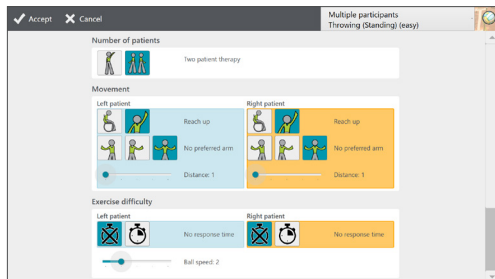 Accept Cancel Multiple participants
Throwing (Standing) (easy)
Number of patients
Two patient therapy
Movement
Left patient Right patient
Reach up Reach up
No preferred arm No preferred arm
Distance: 1 Distance: 1
Exercise difficulty
Left patient Right patient
No response time No response time
Ball speed: 2